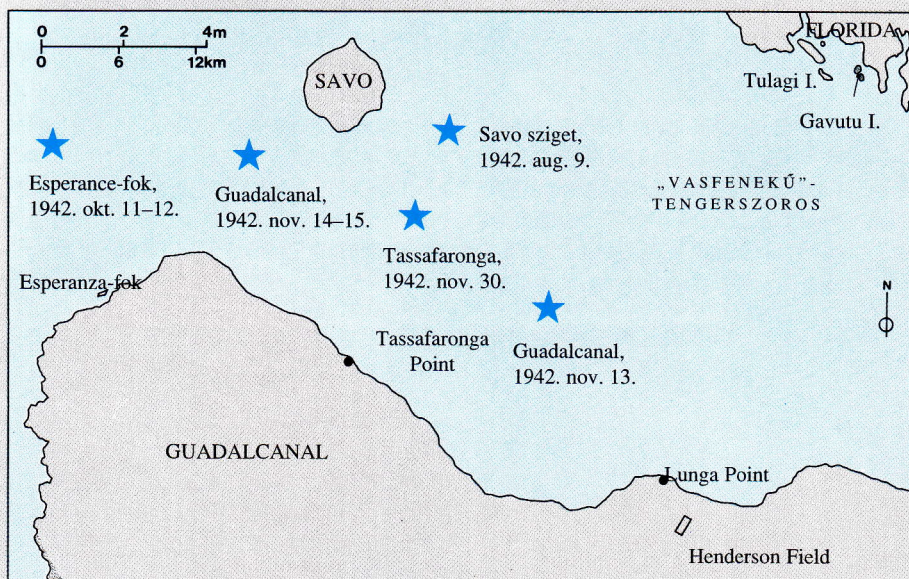 0 2 4m
0 6 12km
SAVO
FLORIDA
Tulagi I.
Gavutu I.
Savo sziget,
1942. aug. 9.
Esperance-fok,
1942. okt. 11–12.
Guadalcanal,
1942. nov. 14–15.
„VASFENEKŰ”-
TENGERSZOROS
Tassafaronga,
1942. nov. 30.
Esperanza-fok
N
Tassafaronga
Point
Guadalcanal,
1942. nov. 13.
GUADALCANAL
Lunga Point
Henderson Field